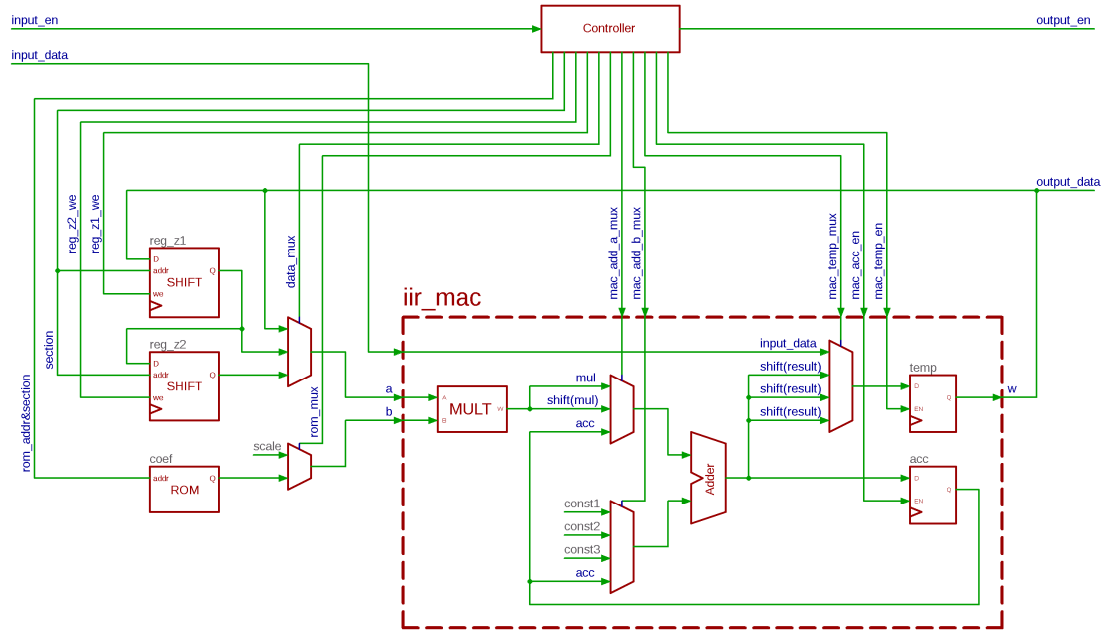 input_en
Controller
output_en
input_data
output_data
reg_z2_we
reg_z1_we
data_mux
mac_add_a_mux
mac_add_b_mux
mac_temp_mux
mac_acc_en
mac_temp_en
reg_z1
D
addr
Q
SHIFT
we
iir_mac
section
reg_z2
D
addr
Q
SHIFT
we
rom_mux
rom_addr&section
scale
coef
addr
Q
ROM
a
b
A
B
MULT
W
mul
shift(mul)
acc
const1
const2
const3
acc
Adder
input_data
shift(result)
shift(result)
shift(result)
temp
D
Q
EN
w
acc
D
Q
EN